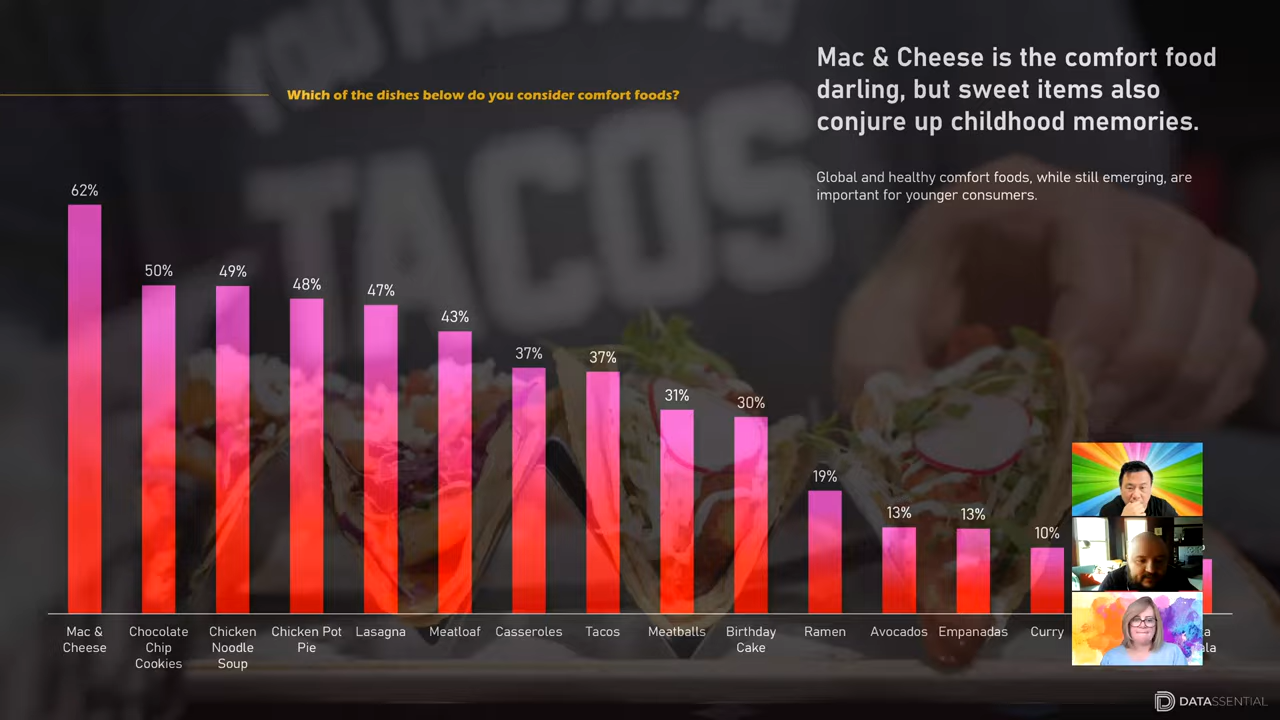 YOU HAD ME AT
TACOS
Which of the dishes below do you consider comfort foods?
Mac & Cheese is the comfort food
darling, but sweet items also
conjure up childhood memories.
Global and healthy comfort foods, while still emerging, are
important for younger consumers.
62%
50%
49%
48%
47%
43%
37%
37%
31%
30%
19%
13%
13%
10%
Mac &
Cheese
Chocolate
Chip
Cookies
Chicken
Noodle
Soup
Chicken Pot
Pie
Lasagna
Meatloaf
Casseroles
Tacos
Meatballs
Birthday
Cake
Ramen
Avocados
Empanadas
Curry
DATASSENTIAL